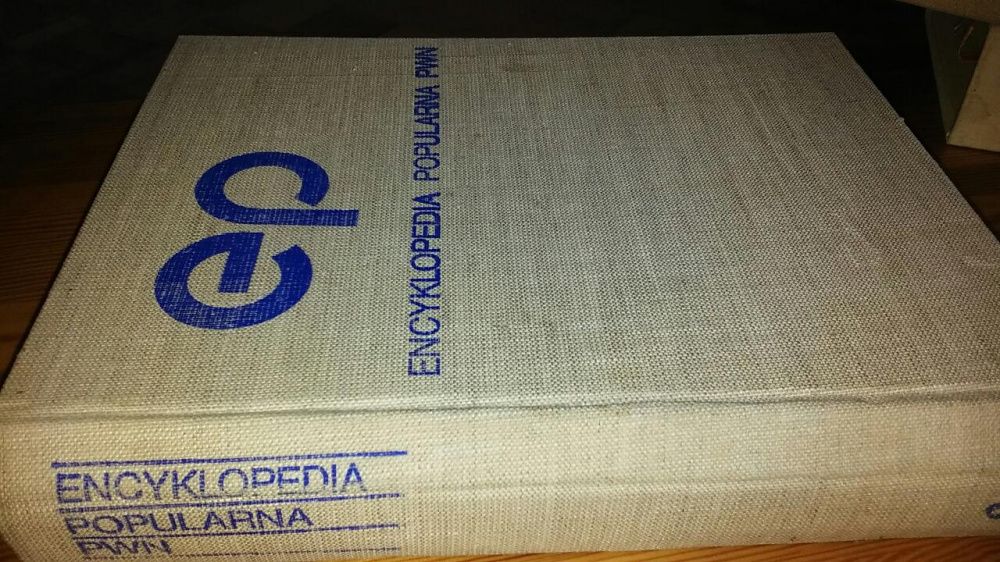 ep
ENCYKLOPEDIA POPULARNA PWN
ENCYKLOPEDIA
POPULARNA
PWN